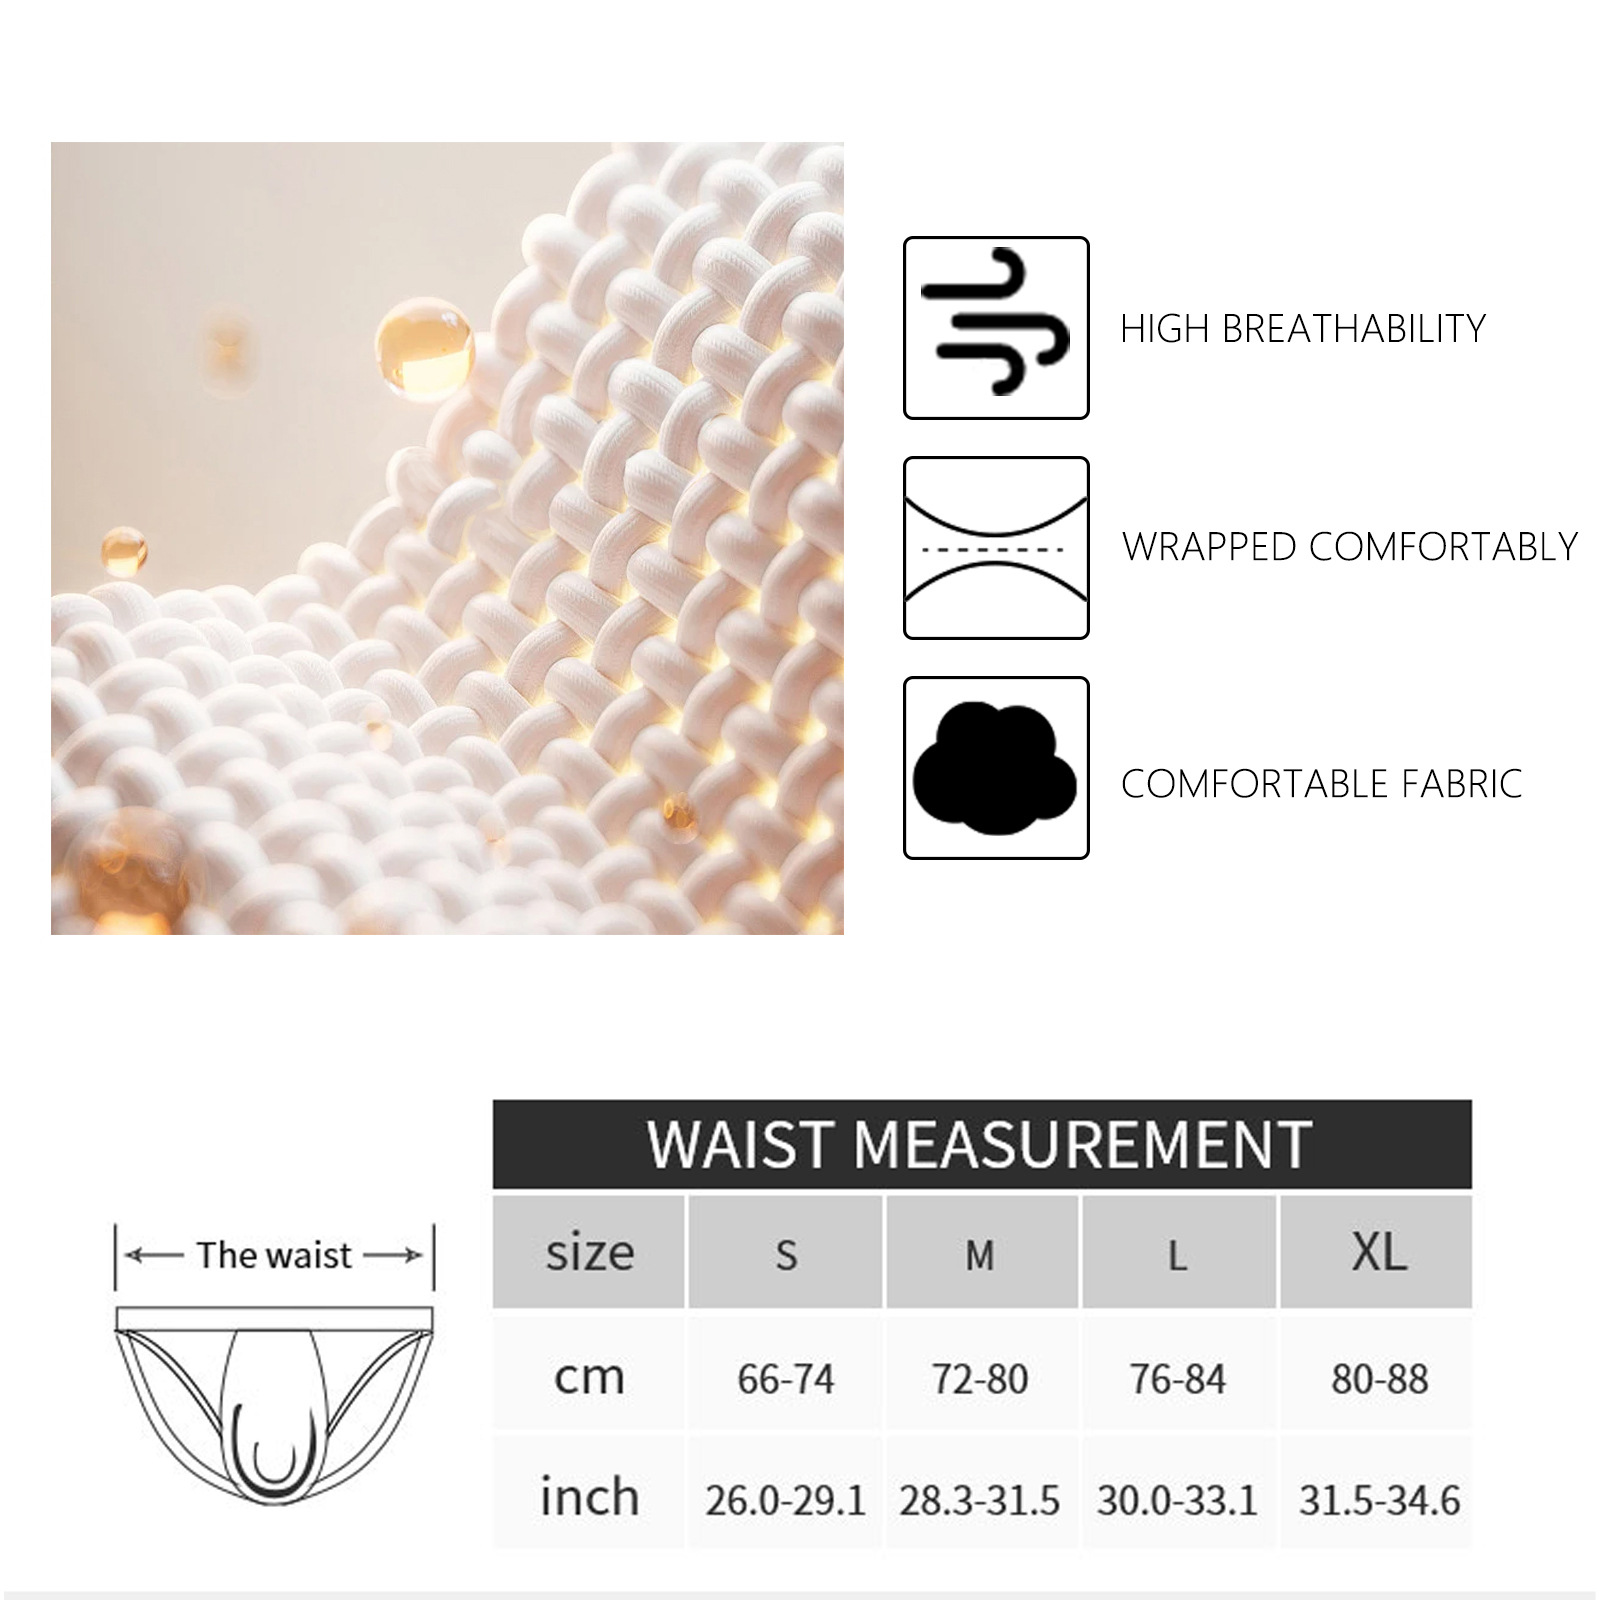 HIGH BREATHABILITY
WRAPPED COMFORTABLY
COMFORTABLE FABRIC
The waist
WAIST MEASUREMENT
size S M L XL
cm 66-74 72-80 76-84 80-88
inch 26.0-29.1 28.3-31.5 30.0-33.1 31.5-34.6